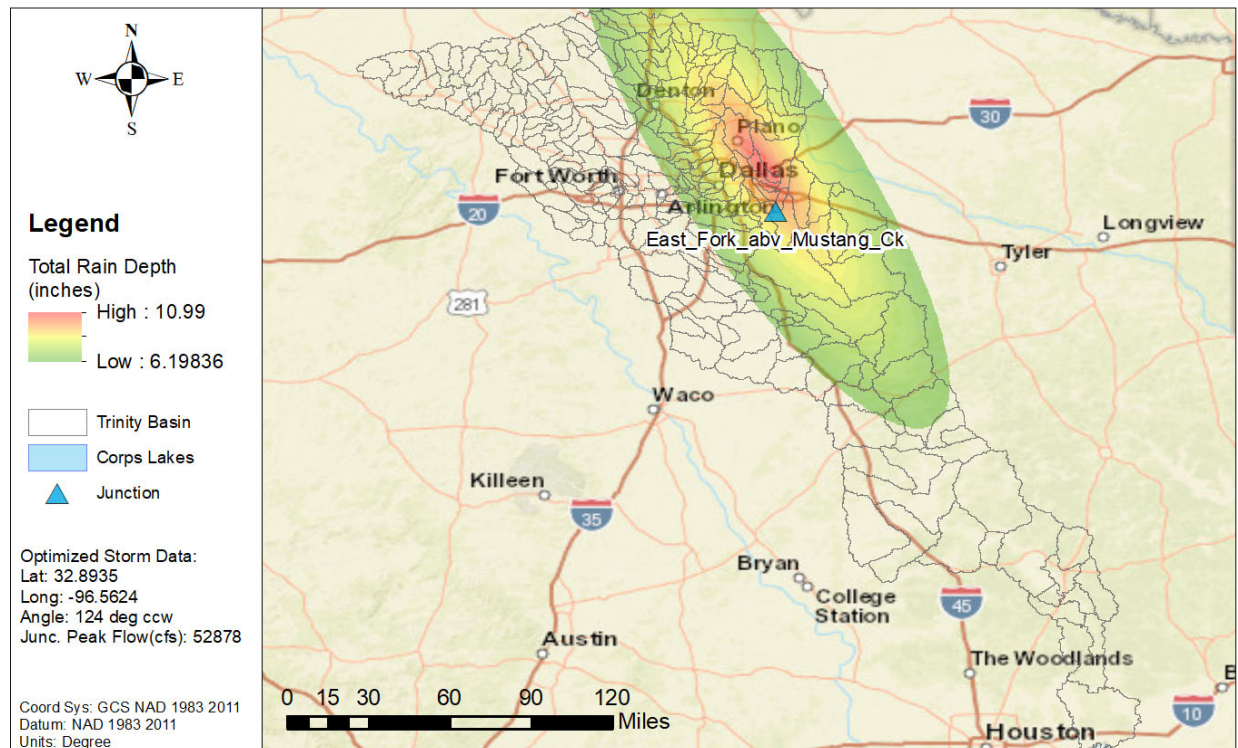 N
W
E
S
Legend
Total Rain Depth
(inches)
High : 10.99
Low : 6.19836
Trinity Basin
Corps Lakes
Junction
Optimized Storm Data:
Lat: 32.8935
Long: -96.5624
Angle: 124 deg ccw
Junc. Peak Flow(cfs): 52878
Coord Sys: GCS NAD 1983 2011
Datum: NAD 1983 2011
Units: Degree
Denton
30
Plano
Dallas
Fort Worth
20
Arlington
Longview
East_Fork_abv_Mustang_Ck
Tyler
281
Waco
Killeen
35
Bryan
College
Station
45
Austin
The Woodlands
B
10
Houston
0 15 30 60 90 120
Miles